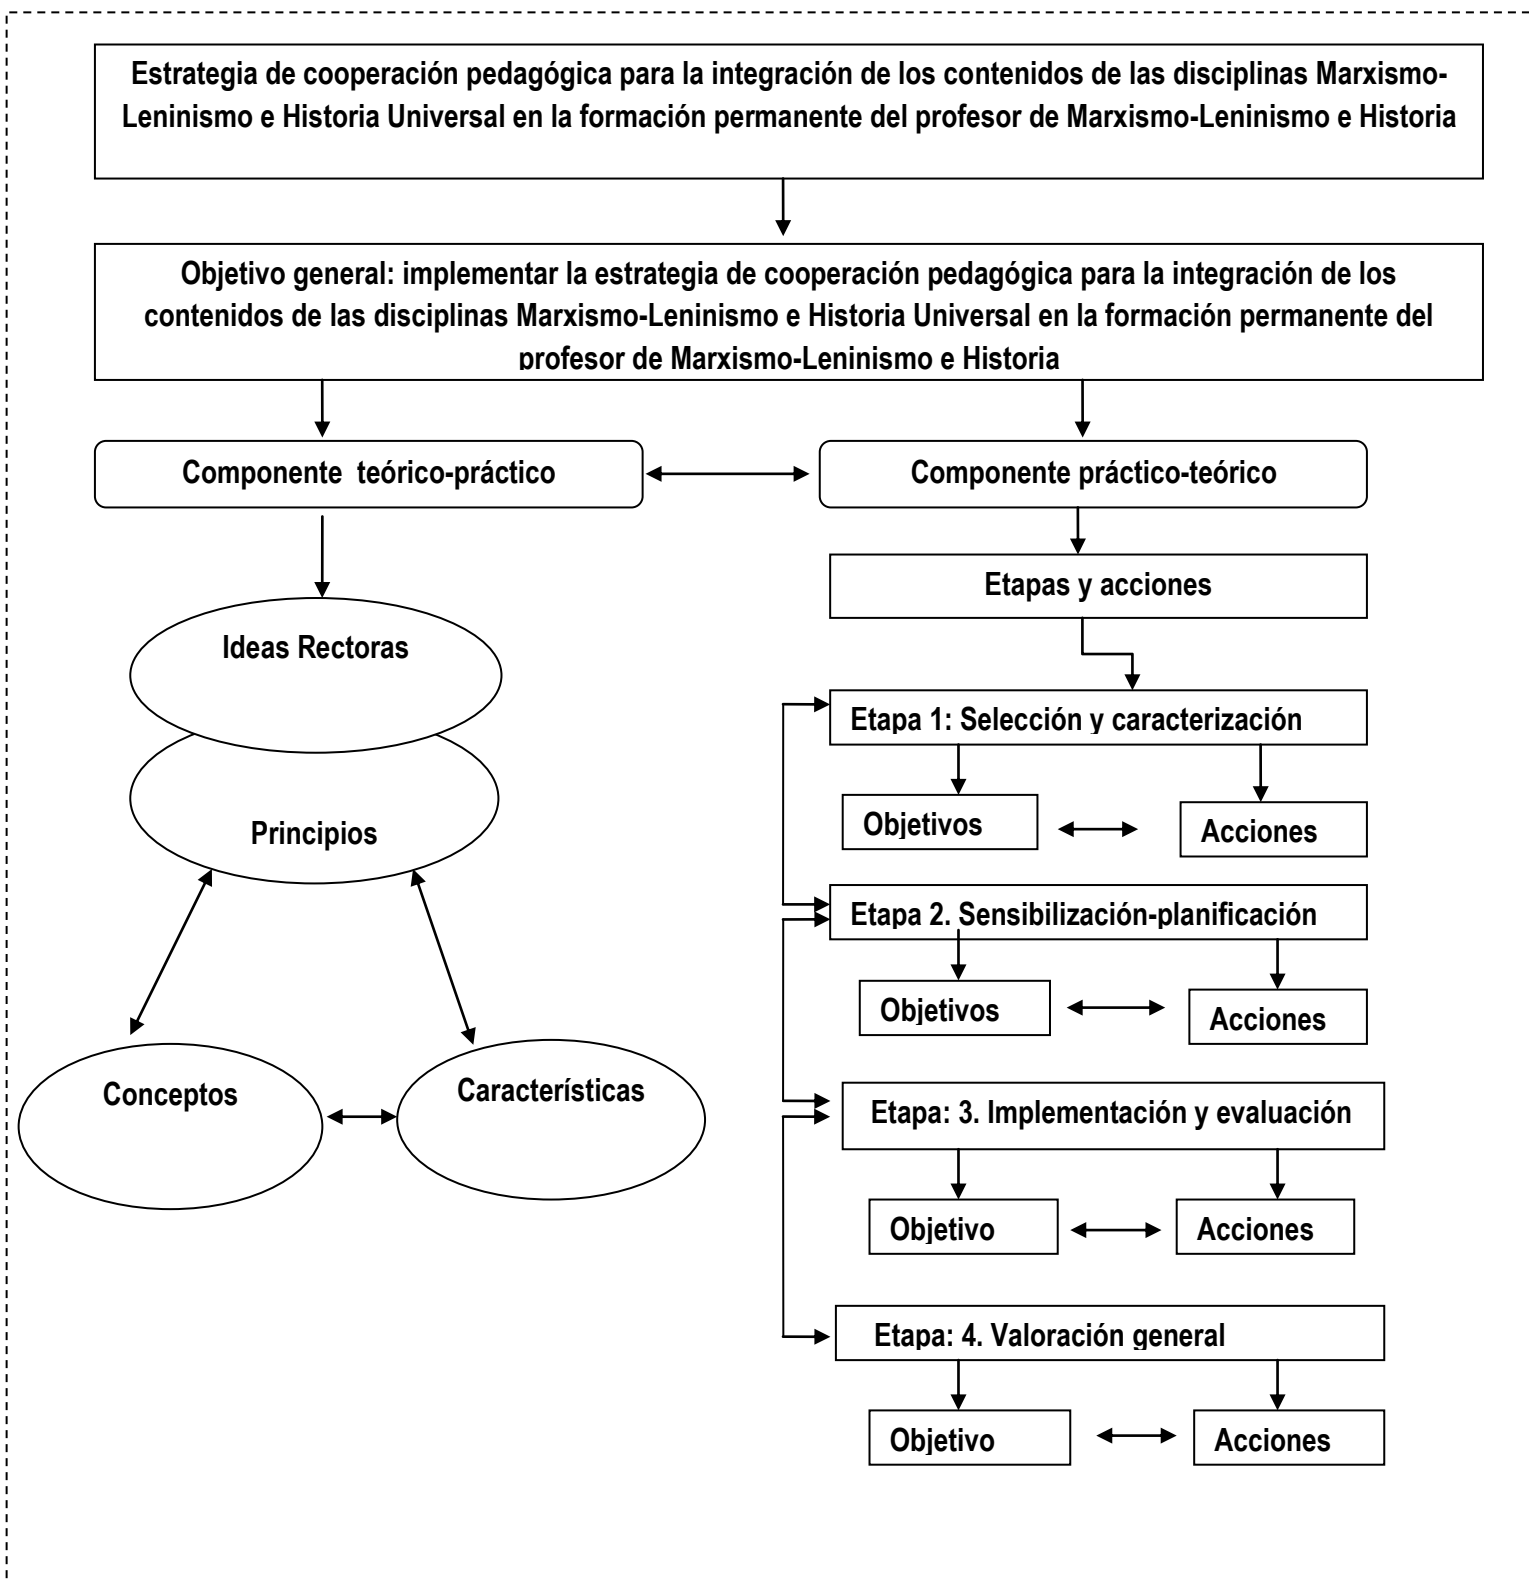 Estrategia de cooperación pedagógica para la integración de los contenidos de las disciplinas Marxismo-
Leninismo e Historia Universal en la formación permanente del profesor de Marxismo-Leninismo e Historia
Objetivo general: implementar la estrategia de cooperación pedagógica para la integración de los
contenidos de las disciplinas Marxismo-Leninismo e Historia Universal en la formación permanente del
profesor de Marxismo-Leninismo e Historia
Componente teórico-práctico
Componente práctico-teórico
Ideas Rectoras
Principios
Conceptos
Características
Etapas y acciones
Etapa 1: Selección y caracterización
Objetivos
Acciones
Etapa 2. Sensibilización-planificación
Objetivos
Acciones
Etapa: 3. Implementación y evaluación
Objetivo
Acciones
Etapa: 4. Valoración general
Objetivo
Acciones